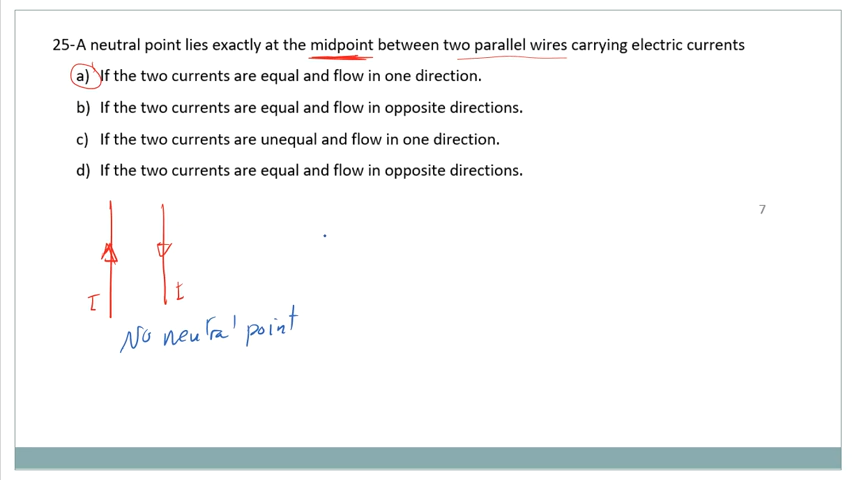 25-A neutral point lies exactly at the midpoint between two parallel wires carrying electric currents
a) If the two currents are equal and flow in one direction.
b) If the two currents are equal and flow in opposite directions.
c) If the two currents are unequal and flow in one direction.
d) If the two currents are equal and flow in opposite directions.
7
I I
No neutral point